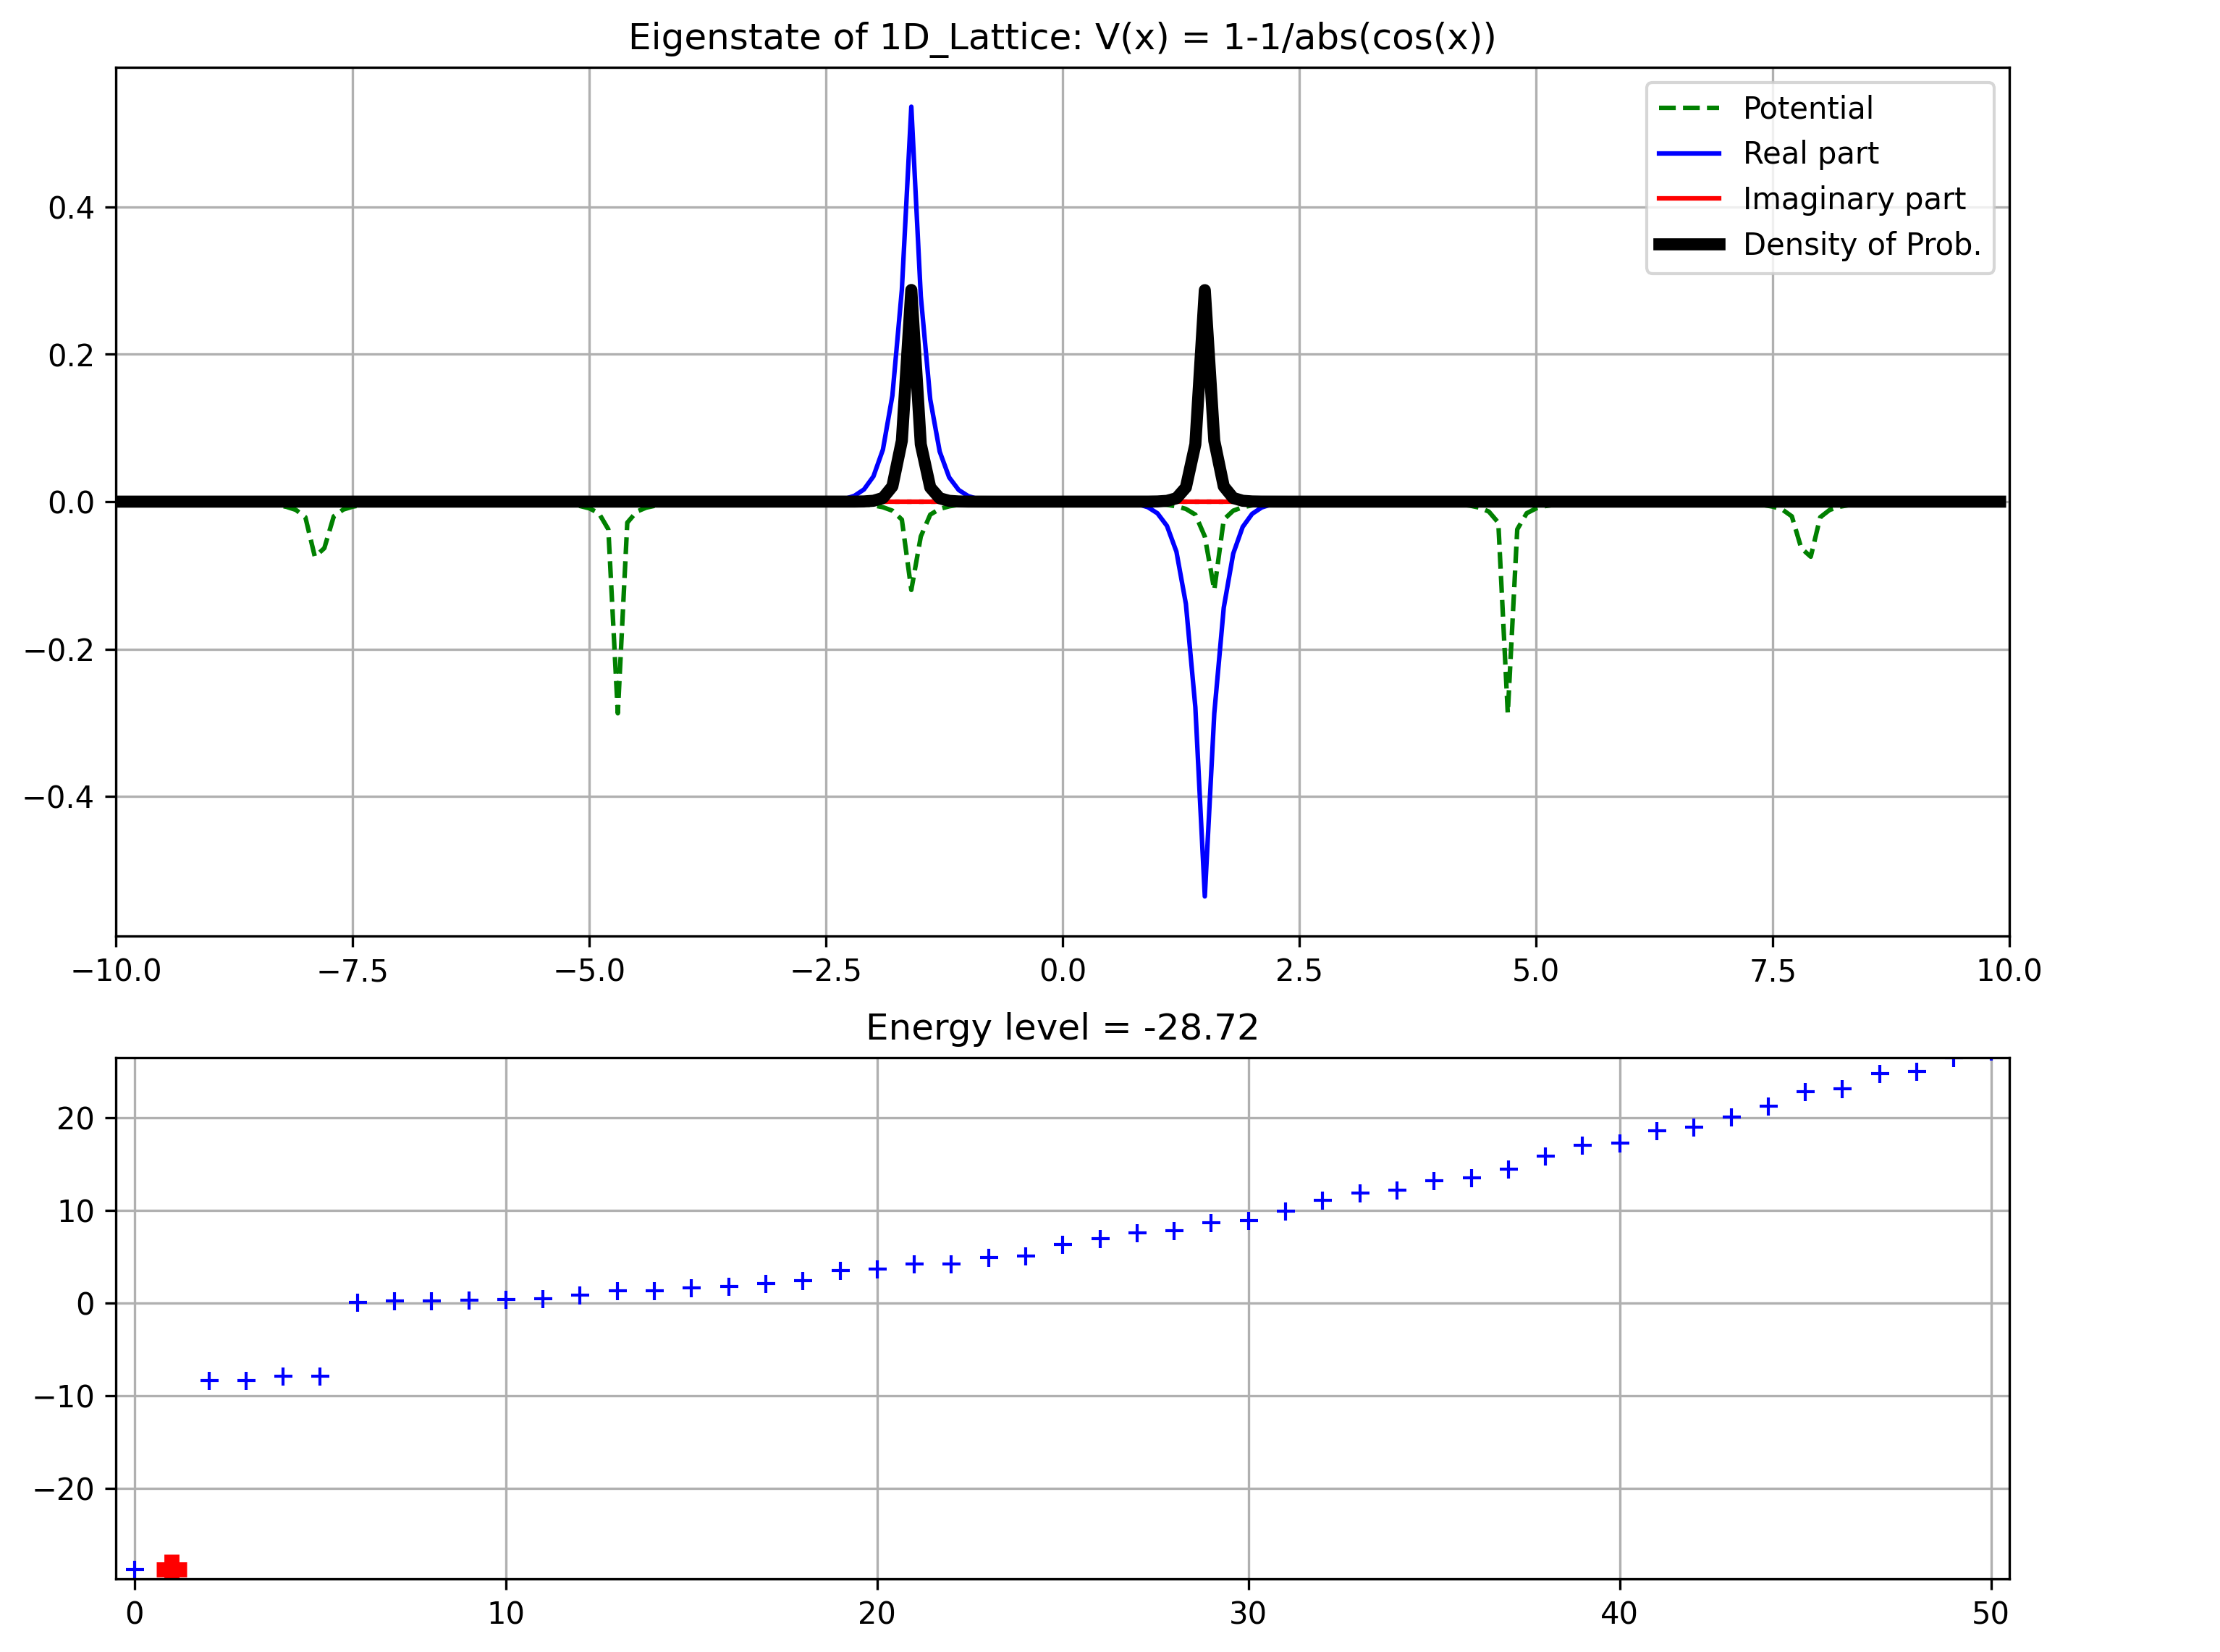 Eigenstate of 1D_Lattice: V(x) = 1-1/abs(cos(x))
Potential
Real part
Imaginary part
Density of Prob.
0.4
0.2
0.0
−0.2
−0.4
−10.0 −7.5 −5.0 −2.5 0.0 2.5 5.0 7.5 10.0
Energy level = -28.72
20
10
0
−10
−20
0 10 20 30 40 50